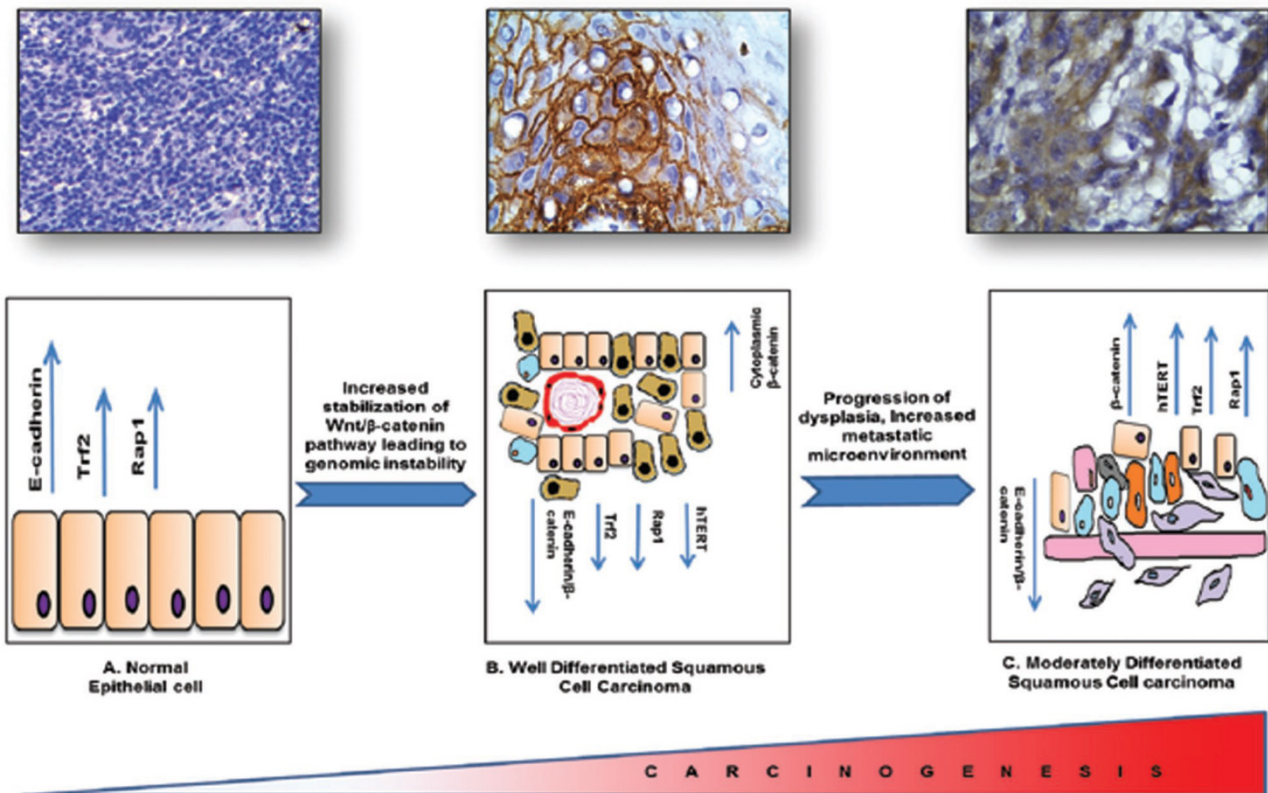 E-cadherin
Trf2
Rap1
A. Normal
Epithelial cell
Increased
stabilization of
Wnt/β-catenin
pathway leading to
genomic instability
Cytoplasmic
β-catenin
E-cadherin/β-
catenin
Trf2
Rap1
hTERT
B. Well Differentiated Squamous
Cell Carcinoma
Progression of
dysplasia, Increased
metastatic
microenvironment
β-catenin
hTERT
Trf2
Rap1
E-cadherin/β-
catenin
C. Moderately Differentiated
Squamous Cell carcinoma
C A R C I N O G E N E S I S